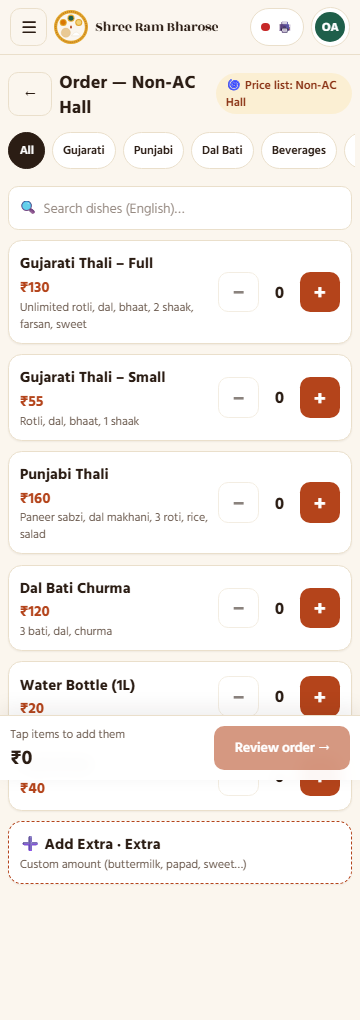 Shree Ram Bharose
OA
←
Order — Non-AC
Hall
Price list: Non-AC
Hall
All
Gujarati
Punjabi
Dal Bati
Beverages
Search dishes (English)...
Gujarati Thali – Full
₹130
Unlimited rotli, dal, bhaat, 2 shaak,
farsan, sweet
− 0 +
Gujarati Thali – Small
₹55
Rotli, dal, bhaat, 1 shaak
− 0 +
Punjabi Thali
₹160
Paneer sabzi, dal makhani, 3 roti, rice,
salad
− 0 +
Dal Bati Churma
₹120
3 bati, dal, churma
− 0 +
Water Bottle (1L)
₹20
− 0 +
Tap items to add them
₹0
Review order →
₹40
Add Extra · Extra
Custom amount (buttermilk, papad, sweet...)